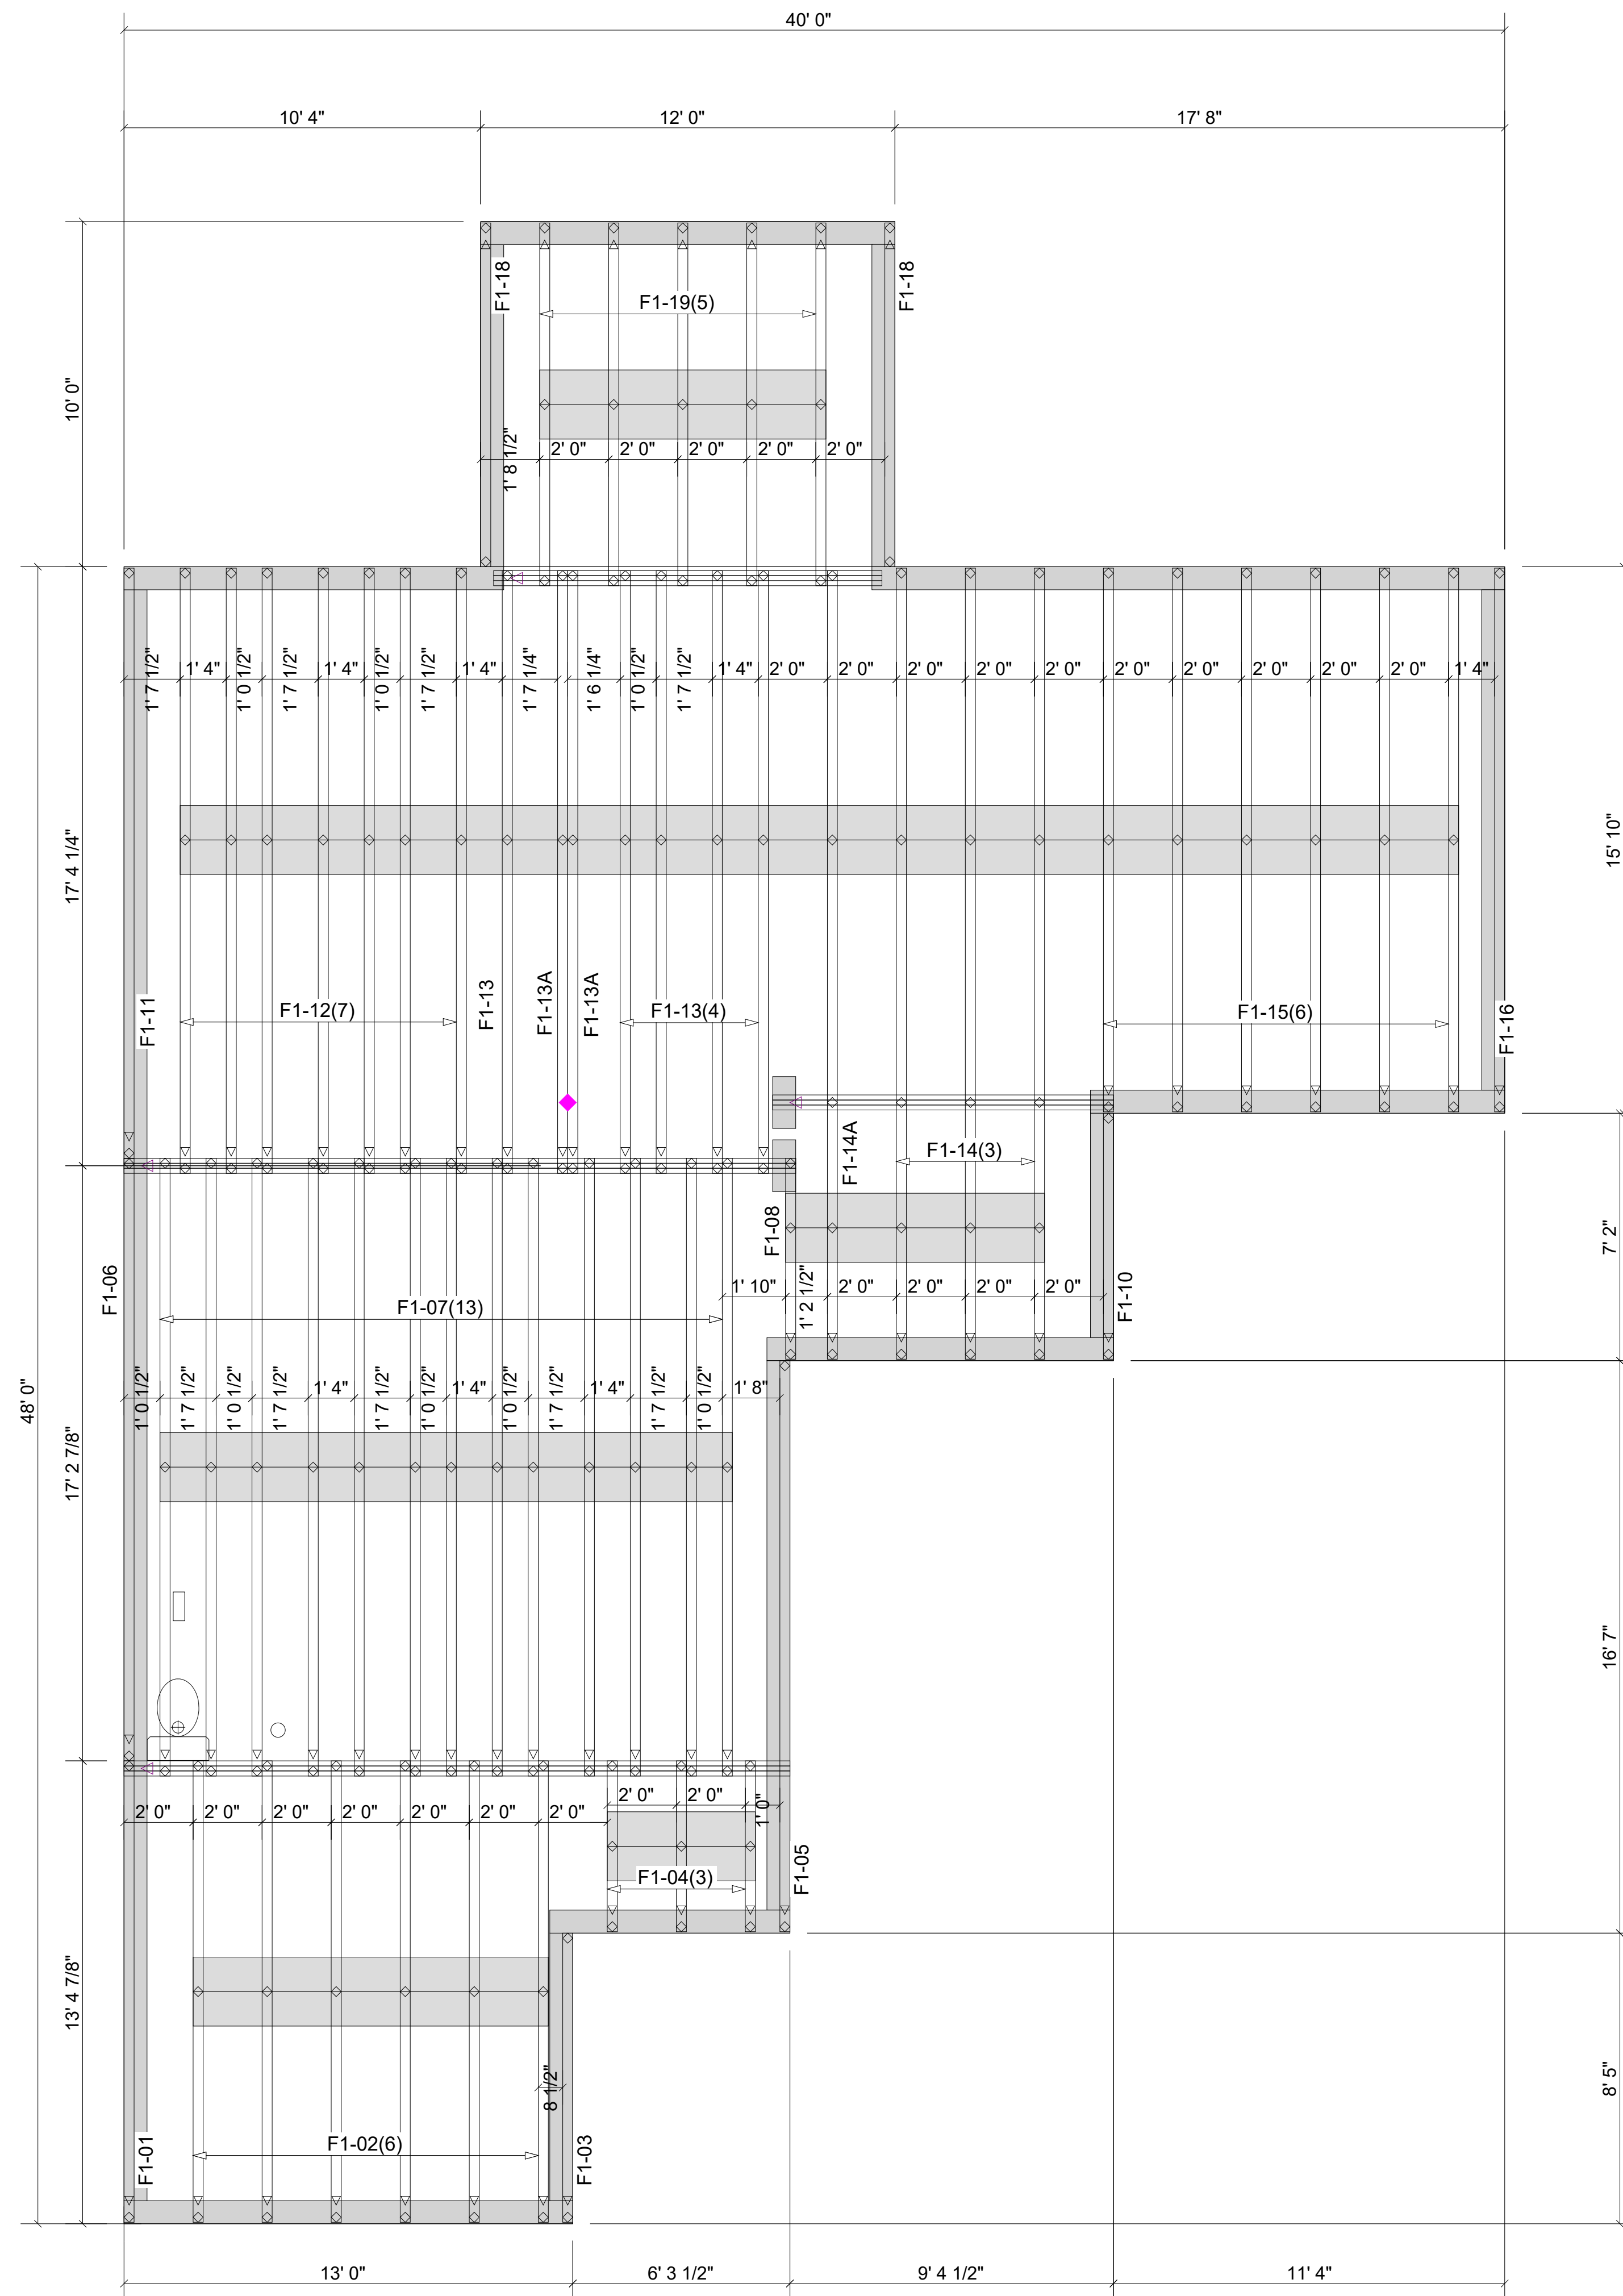 40' 0"
10' 4"
12' 0"
17' 8"
F1-18
F1-18
F1-19(5)
10' 0"
1' 8 1/2"
2' 0"
2' 0"
2' 0"
2' 0"
2' 0"
1' 7 1/2"
1' 4"
1' 0 1/2"
1' 7 1/2"
1' 4"
1' 0 1/2"
1' 7 1/2"
1' 4"
1' 7 1/4"
1' 6 1/4"
1' 0 1/2"
1' 7 1/2"
1' 4"
2' 0"
2' 0"
2' 0"
2' 0"
2' 0"
2' 0"
2' 0"
2' 0"
2' 0"
2' 0"
1' 4"
17' 4 1/4"
15' 10"
F1-11
F1-12(7)
F1-13
F1-13A
F1-13A
F1-13(4)
F1-15(6)
F1-16
F1-14A
F1-14(3)
F1-08
7' 2"
F1-06
F1-07(13)
1' 10"
1' 2 1/2"
2' 0"
2' 0"
2' 0"
2' 0"
F1-10
48' 0"
1' 0 1/2"
1' 7 1/2"
1' 0 1/2"
1' 7 1/2"
1' 4"
1' 7 1/2"
1' 0 1/2"
1' 4"
1' 0 1/2"
1' 7 1/2"
1' 4"
1' 7 1/2"
1' 0 1/2"
1' 8"
17' 2 7/8"
16' 7"
2' 0"
2' 0"
2' 0"
2' 0"
2' 0"
2' 0"
2' 0"
2' 0"
2' 0"
1' 0"
F1-04(3)
F1-05
13' 4 7/8"
8 1/2"
8' 5"
F1-01
F1-02(6)
F1-03
13' 0"
6' 3 1/2"
9' 4 1/2"
11' 4"